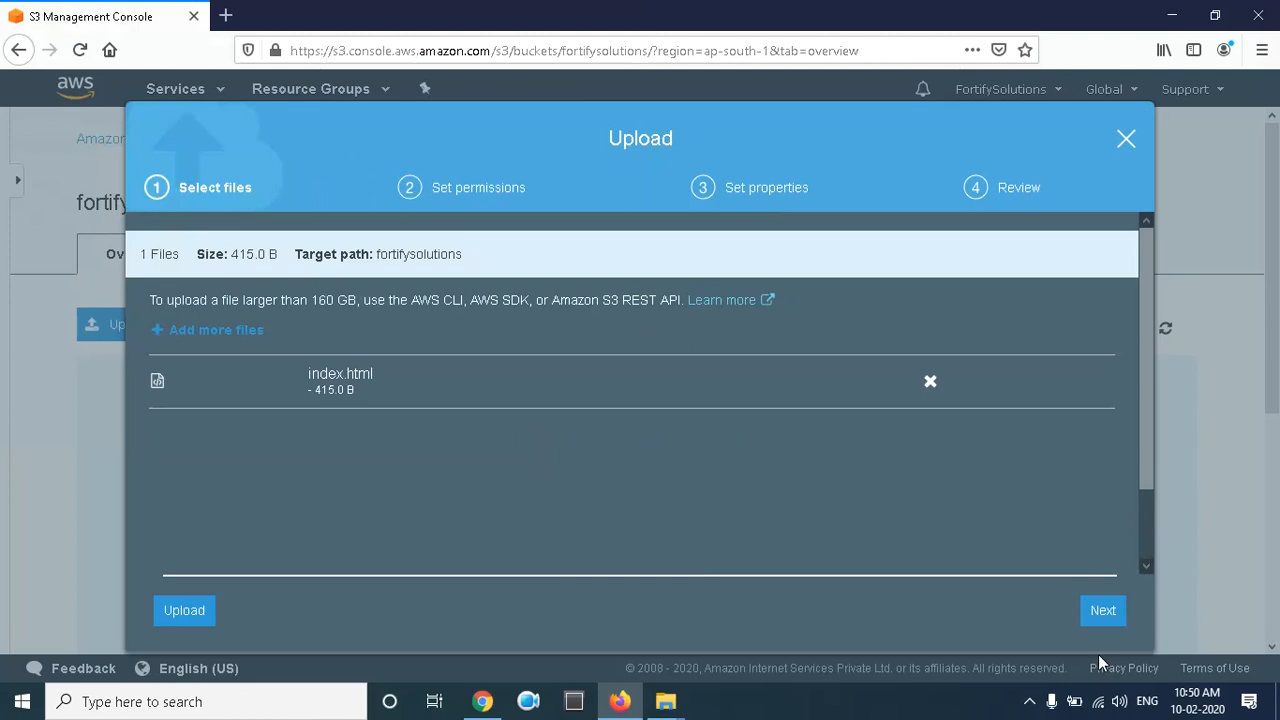 S3 Management Console
https://s3.console.aws.amazon.com/s3/buckets/fortifysolutions/?region=ap-south-1&tab=overview
aws Services Resource Groups FortifySolutions Global Support
Amazon
Upload
1 Select files 2 Set permissions 3 Set properties 4 Review
fortify
1 Files Size: 415.0 B Target path: fortifysolutions
Ov
To upload a file larger than 160 GB, use the AWS CLI, AWS SDK, or Amazon S3 REST API. Learn more
Up
Add more files
index.html
- 415.0 B
Upload Next
Feedback English (US) © 2008 - 2020, Amazon Internet Services Private Ltd. or its affiliates. All rights reserved. Privacy Policy Terms of Use
Type here to search ENG 10:50 AM
10-02-2020